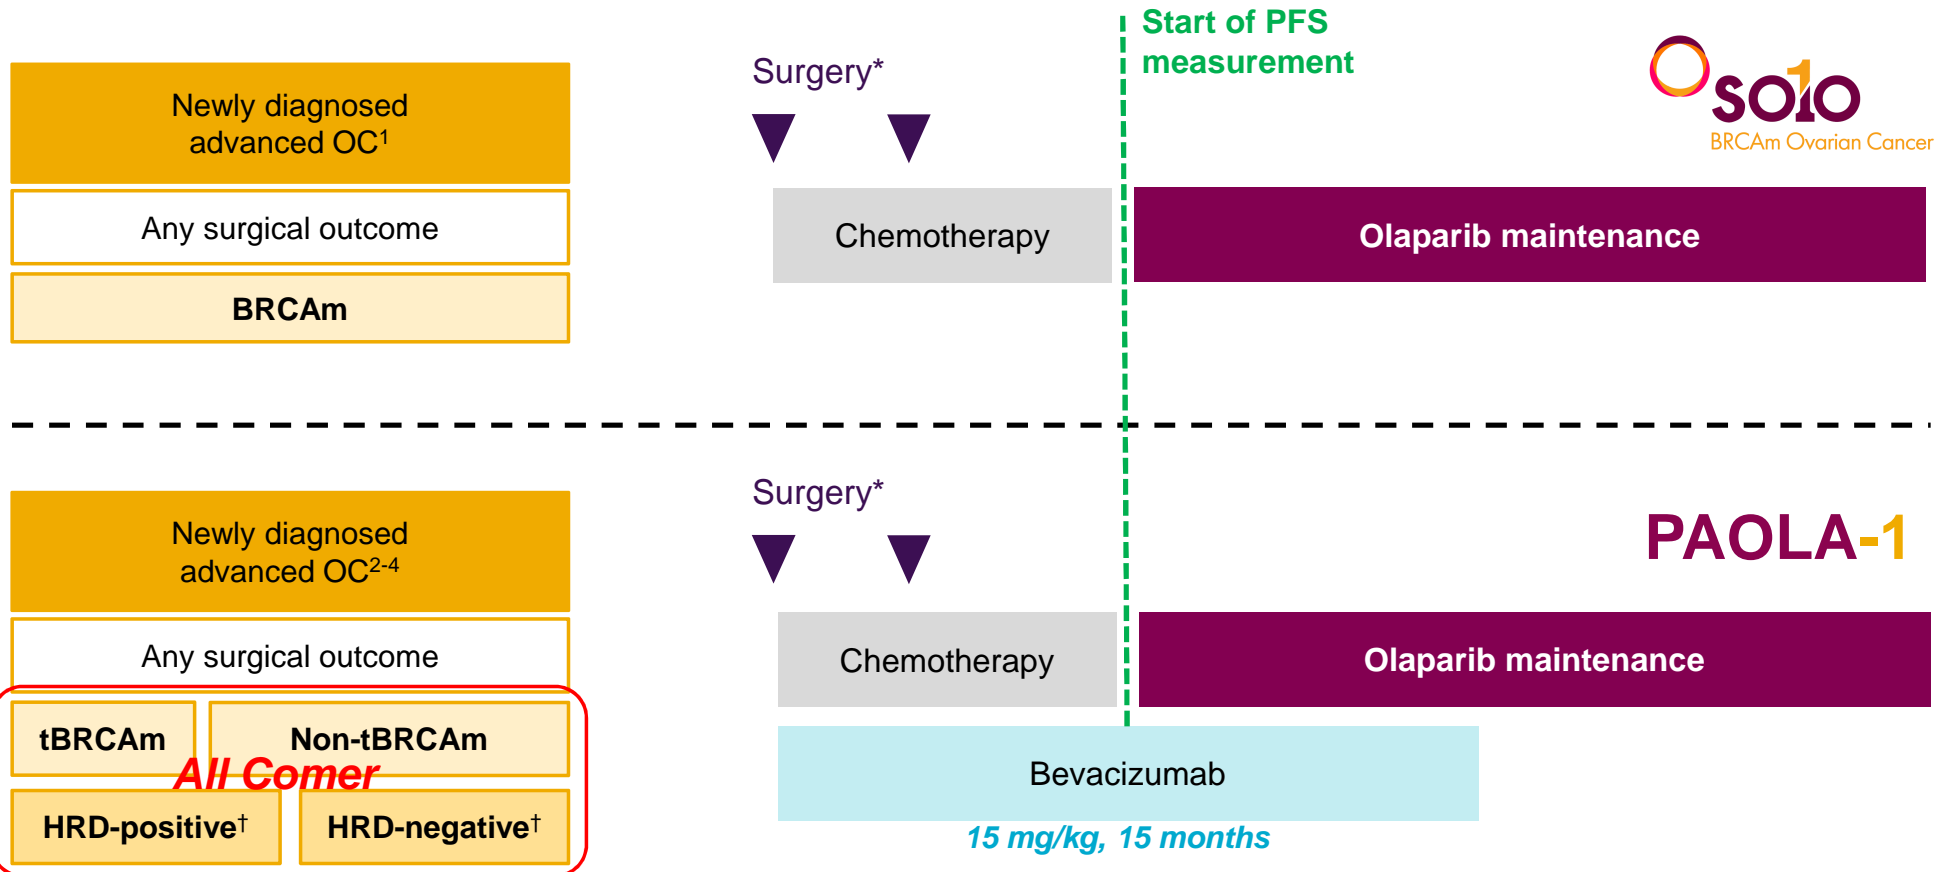 Start of PFS
measurement
Surgery*
Newly diagnosed
advanced OC¹
Any surgical outcome
BRCAm
Chemotherapy
Olaparib maintenance
solo1
BRCAm Ovarian Cancer
Surgery*
Newly diagnosed
advanced OC²⁻⁴
Any surgical outcome
tBRCAm
Non-tBRCAm
All Comer
HRD-positive†
HRD-negative†
Chemotherapy
PAOLA-1
Olaparib maintenance
Bevacizumab
15 mg/kg, 15 months